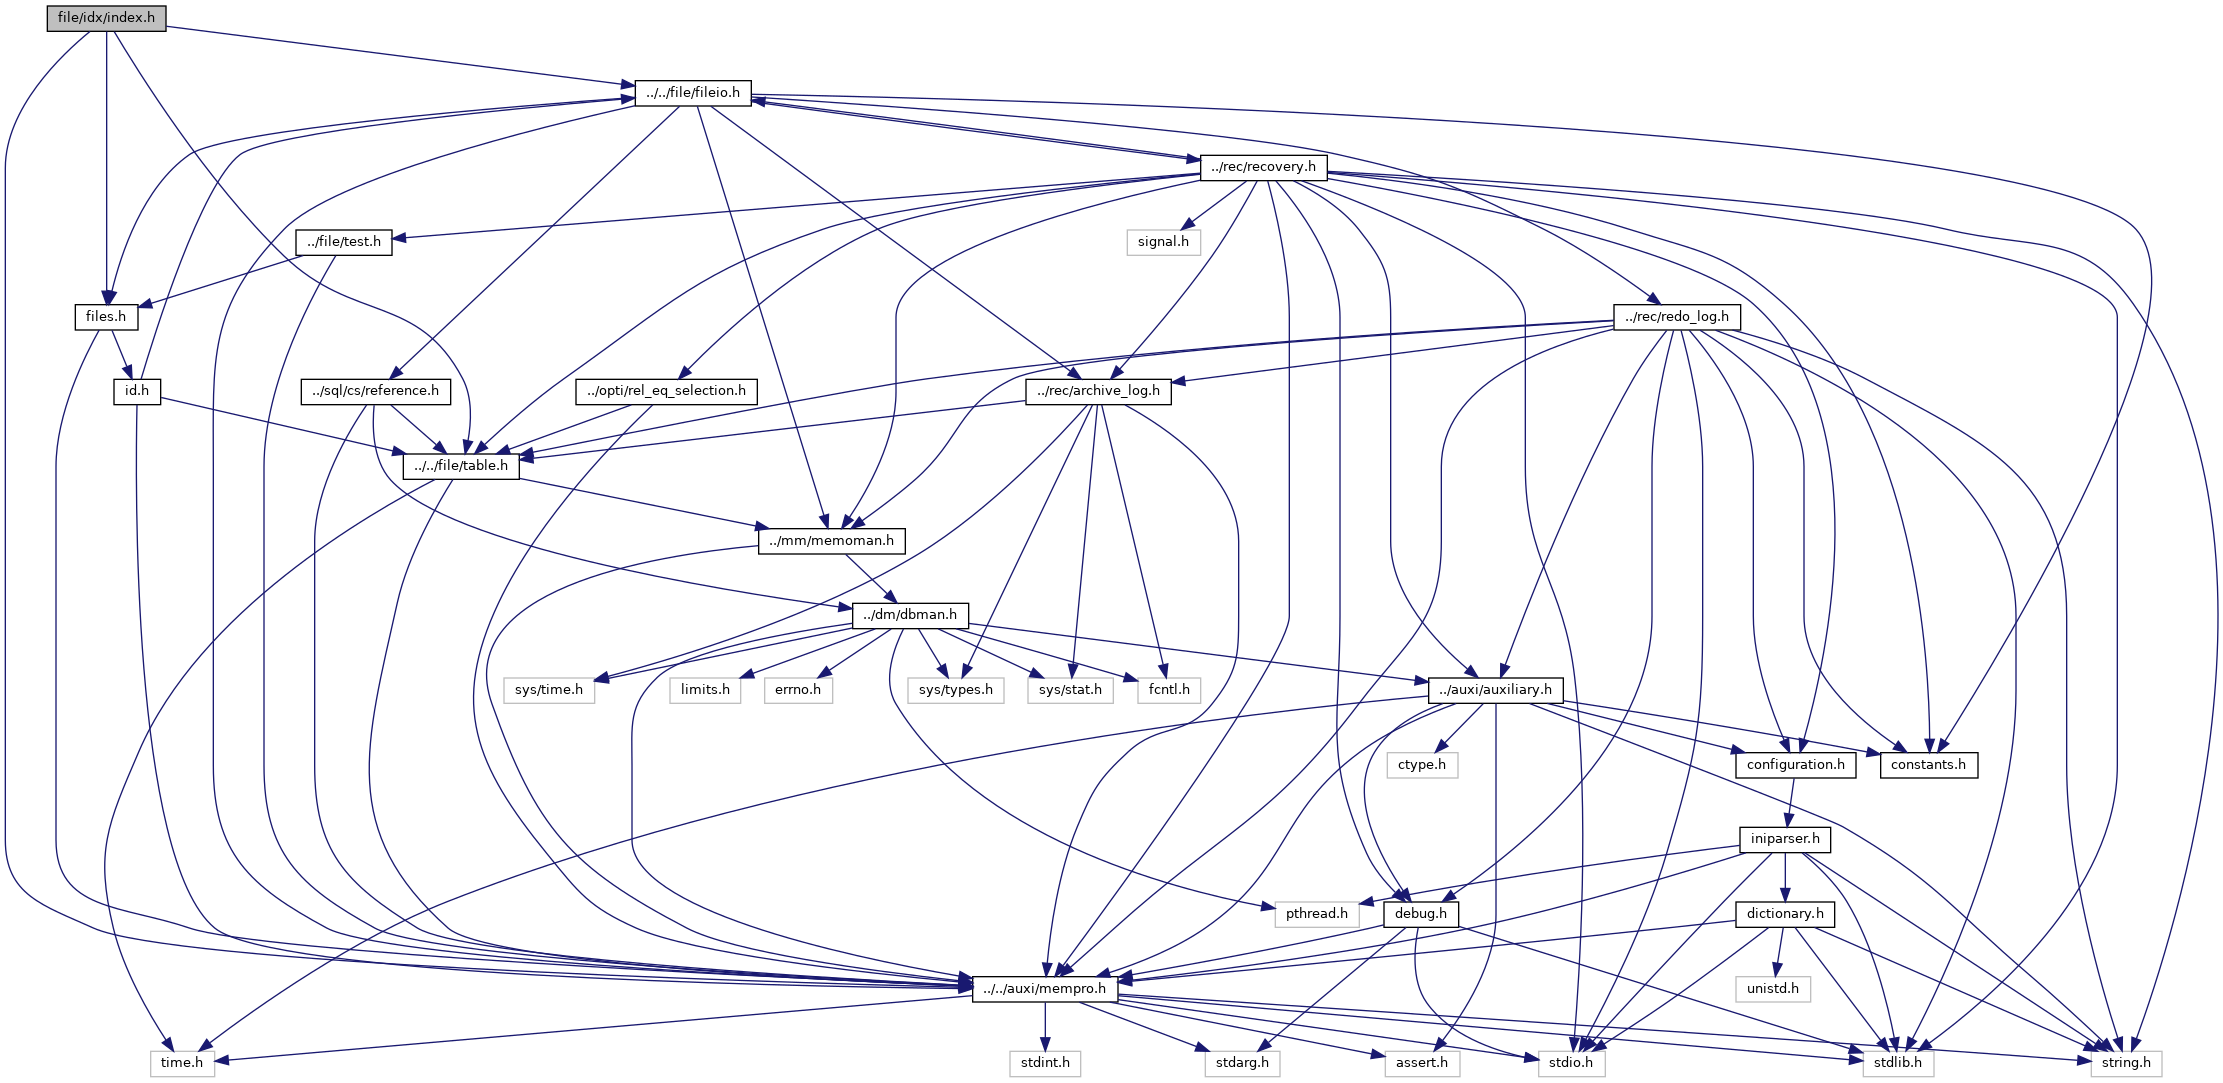 file/idx/index.h
../../file/fileio.h
../rec/recovery.h
../file/test.h
signal.h
files.h
../rec/redo_log.h
id.h
../sql/cs/reference.h
../opti/rel_eq_selection.h
../rec/archive_log.h
../../file/table.h
../mm/memoman.h
../dm/dbman.h
sys/time.h
limits.h
errno.h
sys/types.h
sys/stat.h
fcntl.h
../auxi/auxiliary.h
ctype.h
configuration.h
constants.h
iniparser.h
pthread.h
debug.h
dictionary.h
../../auxi/mempro.h
unistd.h
time.h
stdint.h
stdarg.h
assert.h
stdio.h
stdlib.h
string.h